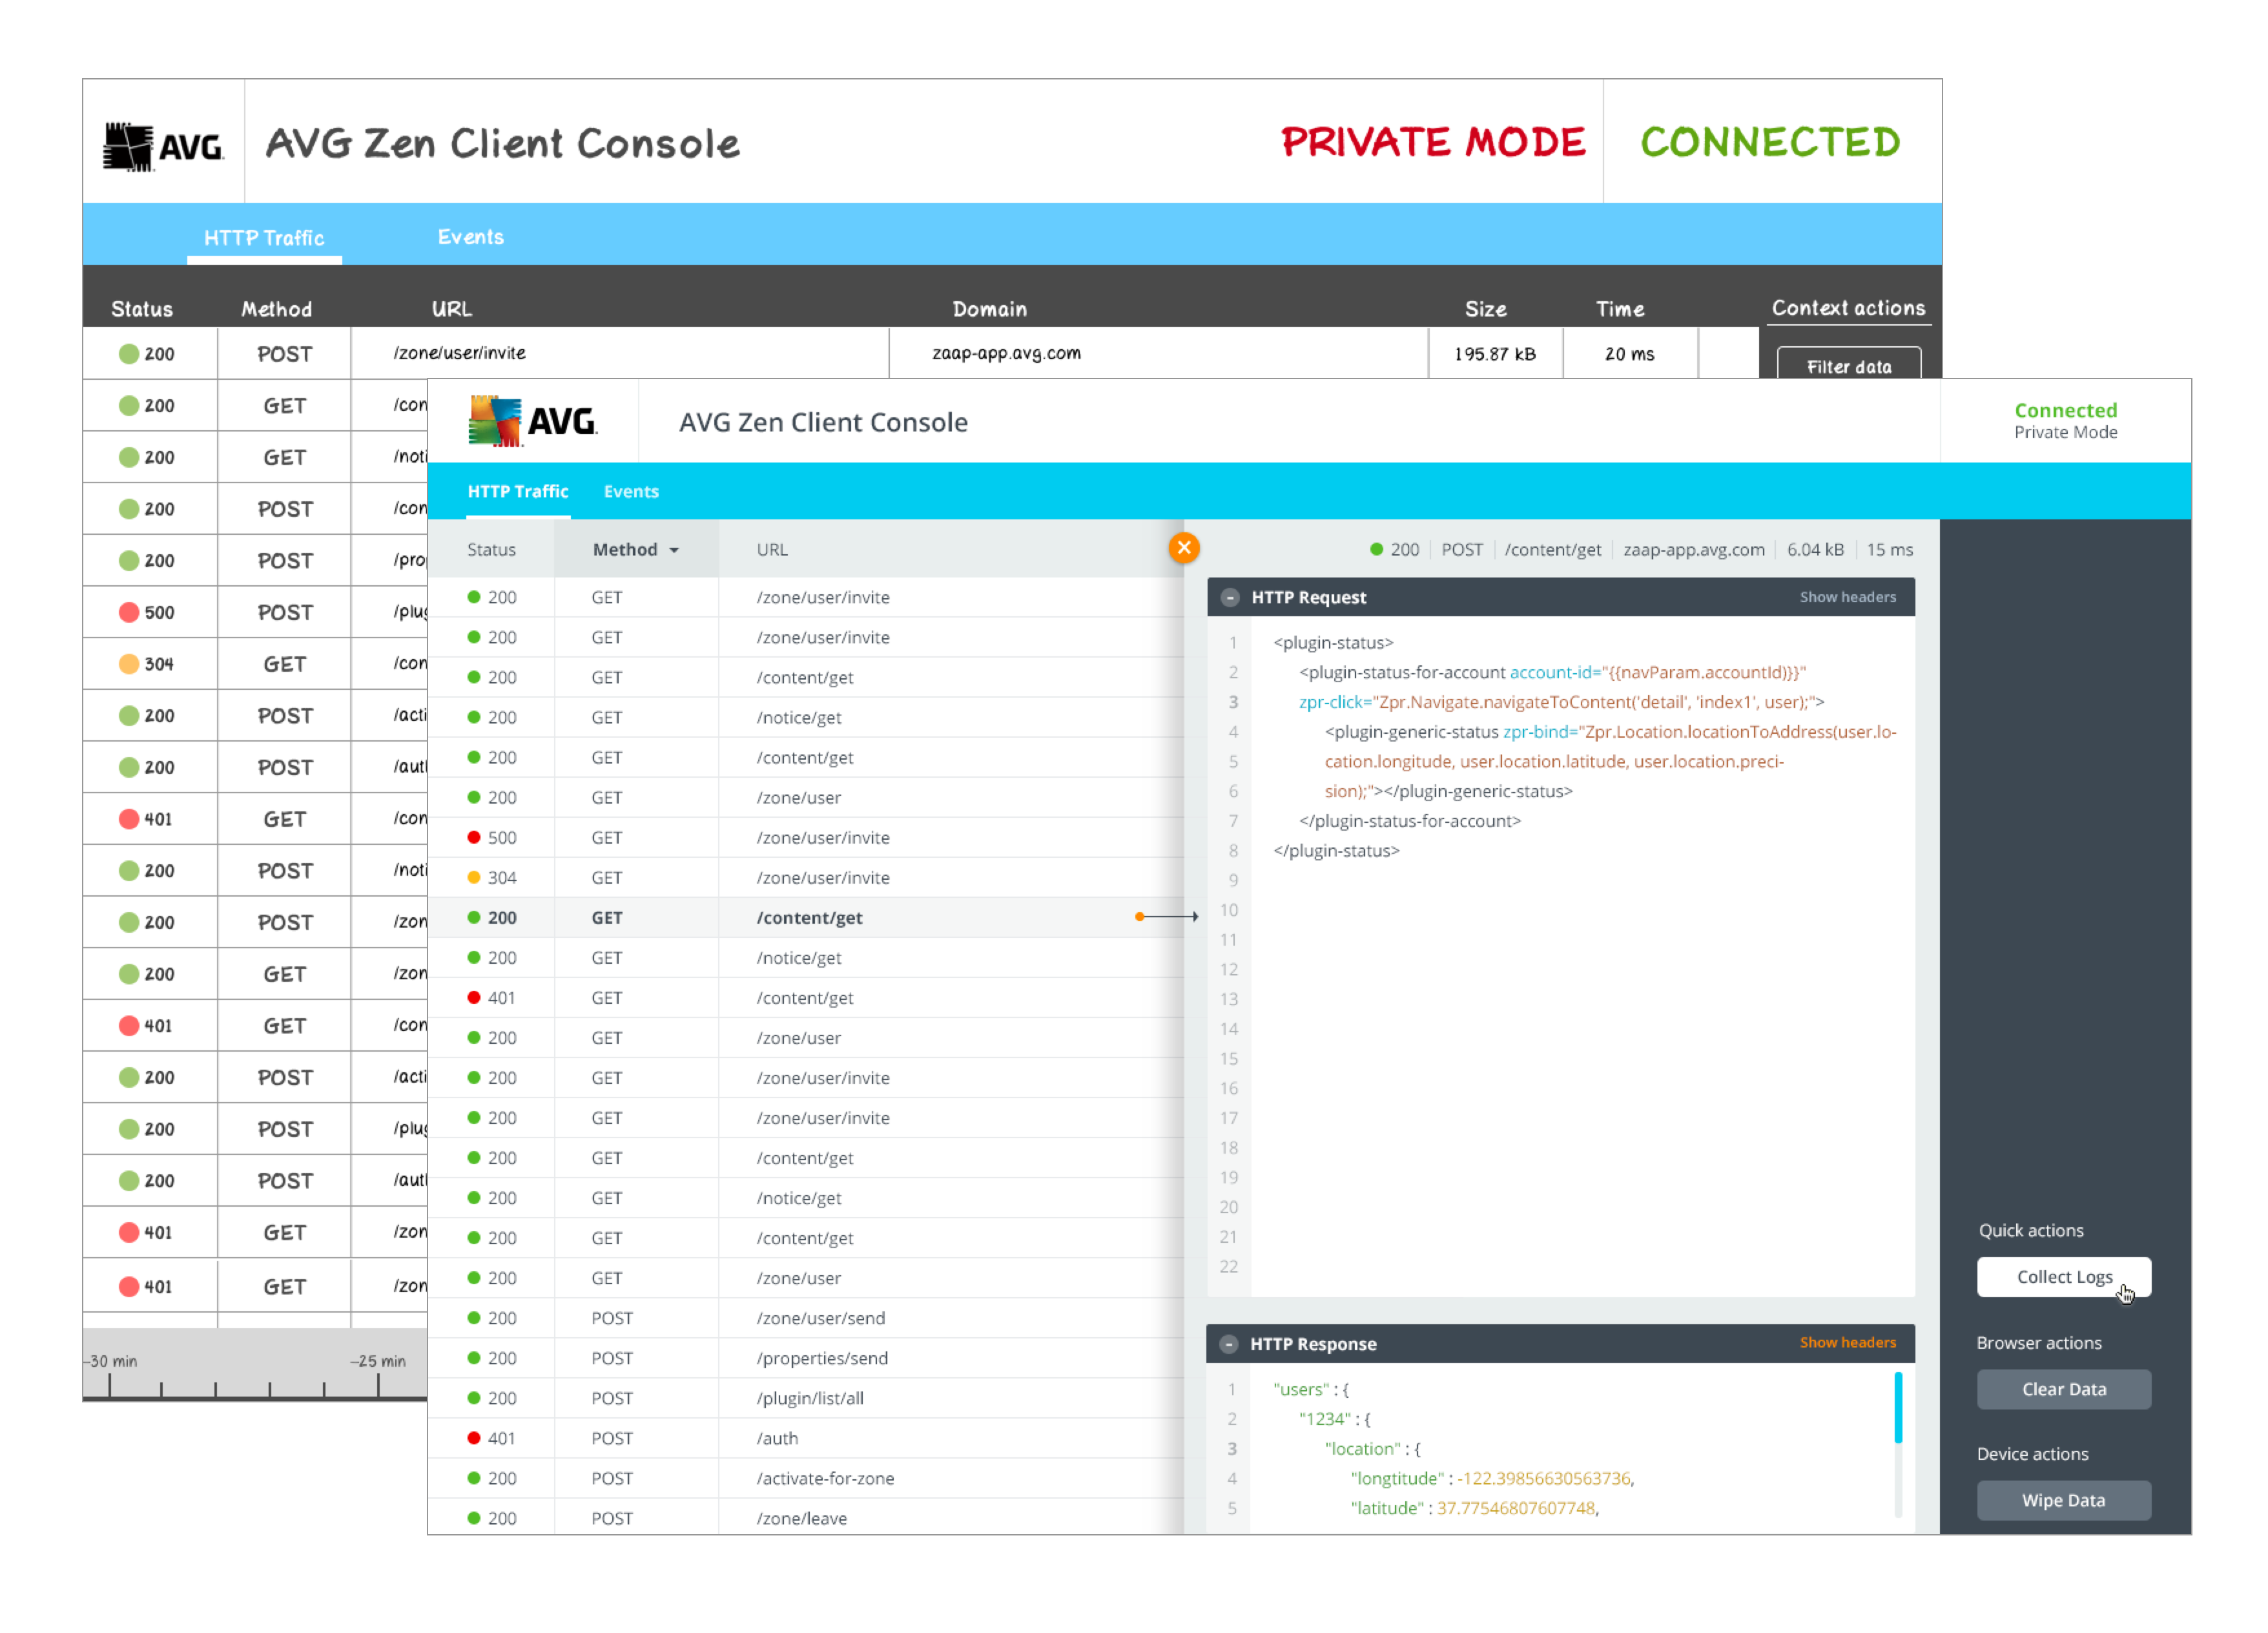 AVG AVG Zen Client Console PRIVATE MODE CONNECTED
HTTP Traffic Events
Status Method URL Domain Size Time Context actions
200 POST /zone/user/invite zaap-app.avg.com 195.87 kB 20 ms Filter data
200 GET /con
200 GET /noti
200 POST /con
200 POST /pro
500 POST /plug
304 GET /con
200 POST /acti
200 POST /aut
401 GET /con
200 POST /noti
200 POST /zon
200 GET /zon
401 GET /con
200 POST /acti
200 POST /plug
200 POST /aut
401 GET /zon
401 GET /zon
–30 min –25 min
AVG AVG Zen Client Console Connected
Private Mode
HTTP Traffic Events
Status Method URL
200 GET /zone/user/invite
200 GET /zone/user/invite
200 GET /content/get
200 GET /notice/get
200 GET /content/get
200 GET /zone/user
500 GET /zone/user/invite
304 GET /zone/user/invite
200 GET /content/get
200 GET /notice/get
401 GET /content/get
200 GET /zone/user
200 GET /zone/user/invite
200 GET /zone/user/invite
200 GET /content/get
200 GET /notice/get
200 GET /content/get
200 GET /zone/user
200 POST /zone/user/send
200 POST /properties/send
200 POST /plugin/list/all
401 POST /auth
200 POST /activate-for-zone
200 POST /zone/leave
200 POST /content/get zaap-app.avg.com 6.04 kB 15 ms
HTTP Request Show headers
1 <plugin-status>
2 <plugin-status-for-account account-id="{{navParam.accountId)}}"
3 zpr-click="Zpr.Navigate.navigateToContent('detail', 'index1', user);">
4 <plugin-generic-status zpr-bind="Zpr.Location.locationToAddress(user.lo-
5 cation.longitude, user.location.latitude, user.location.preci-
6 sion);"></plugin-generic-status>
7 </plugin-status-for-account>
8 </plugin-status>
9
10
11
12
13
14
15
16
17
18
19
20
21
22
HTTP Response Show headers
1 "users" : {
2 "1234" : {
3 "location" : {
4 "longtitude" : -122.39856630563736,
5 "latitude" : 37.77546807607748,
Quick actions
Collect Logs
Browser actions
Clear Data
Device actions
Wipe Data